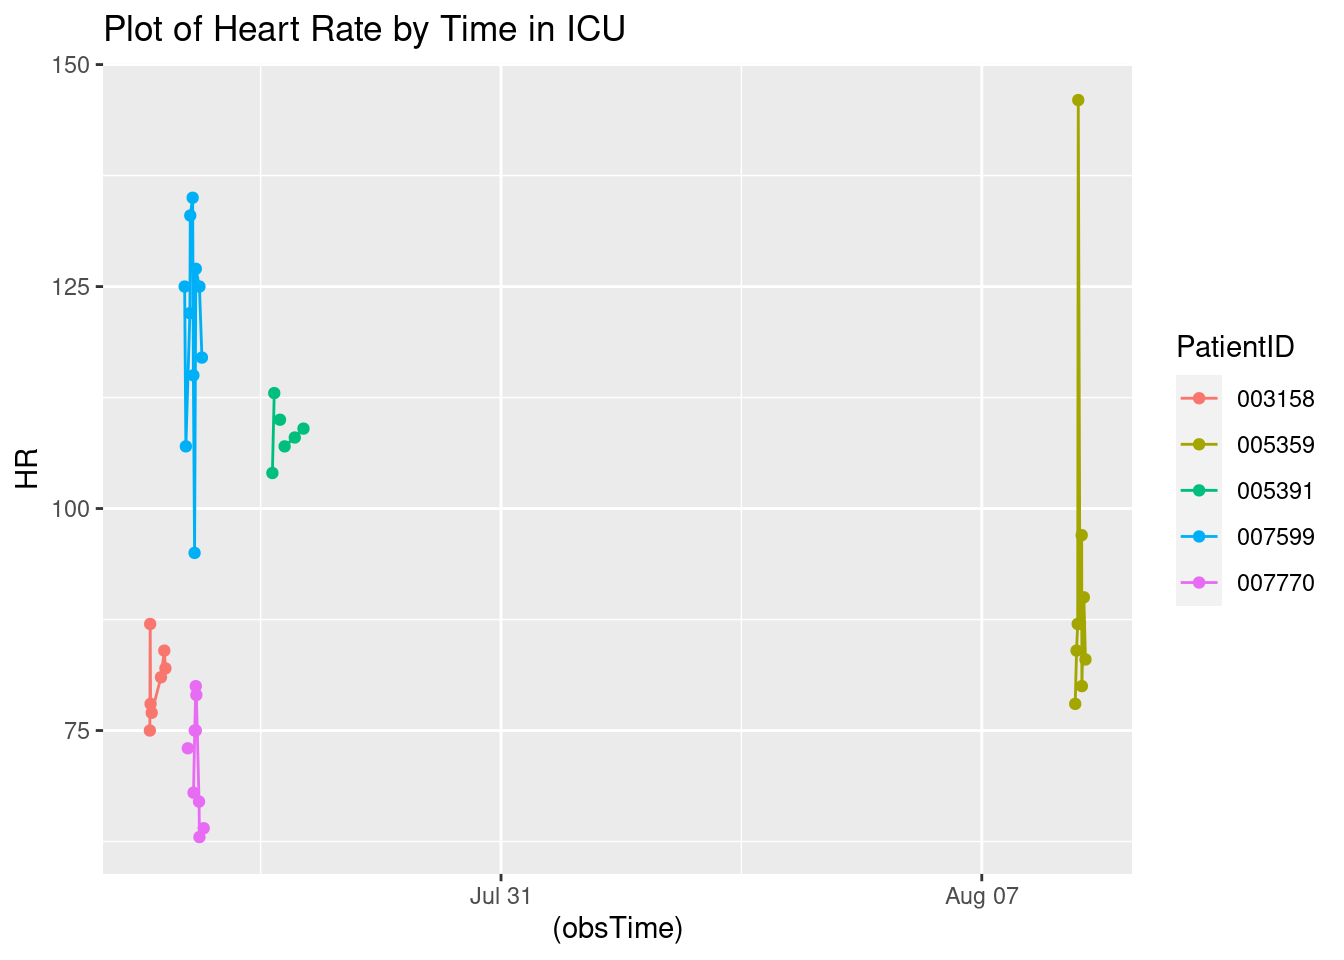 Plot of Heart Rate by Time in ICU
150
125
100
75
HR
Jul 31
Aug 07
(obsTime)
PatientID
003158
005359
005391
007599
007770